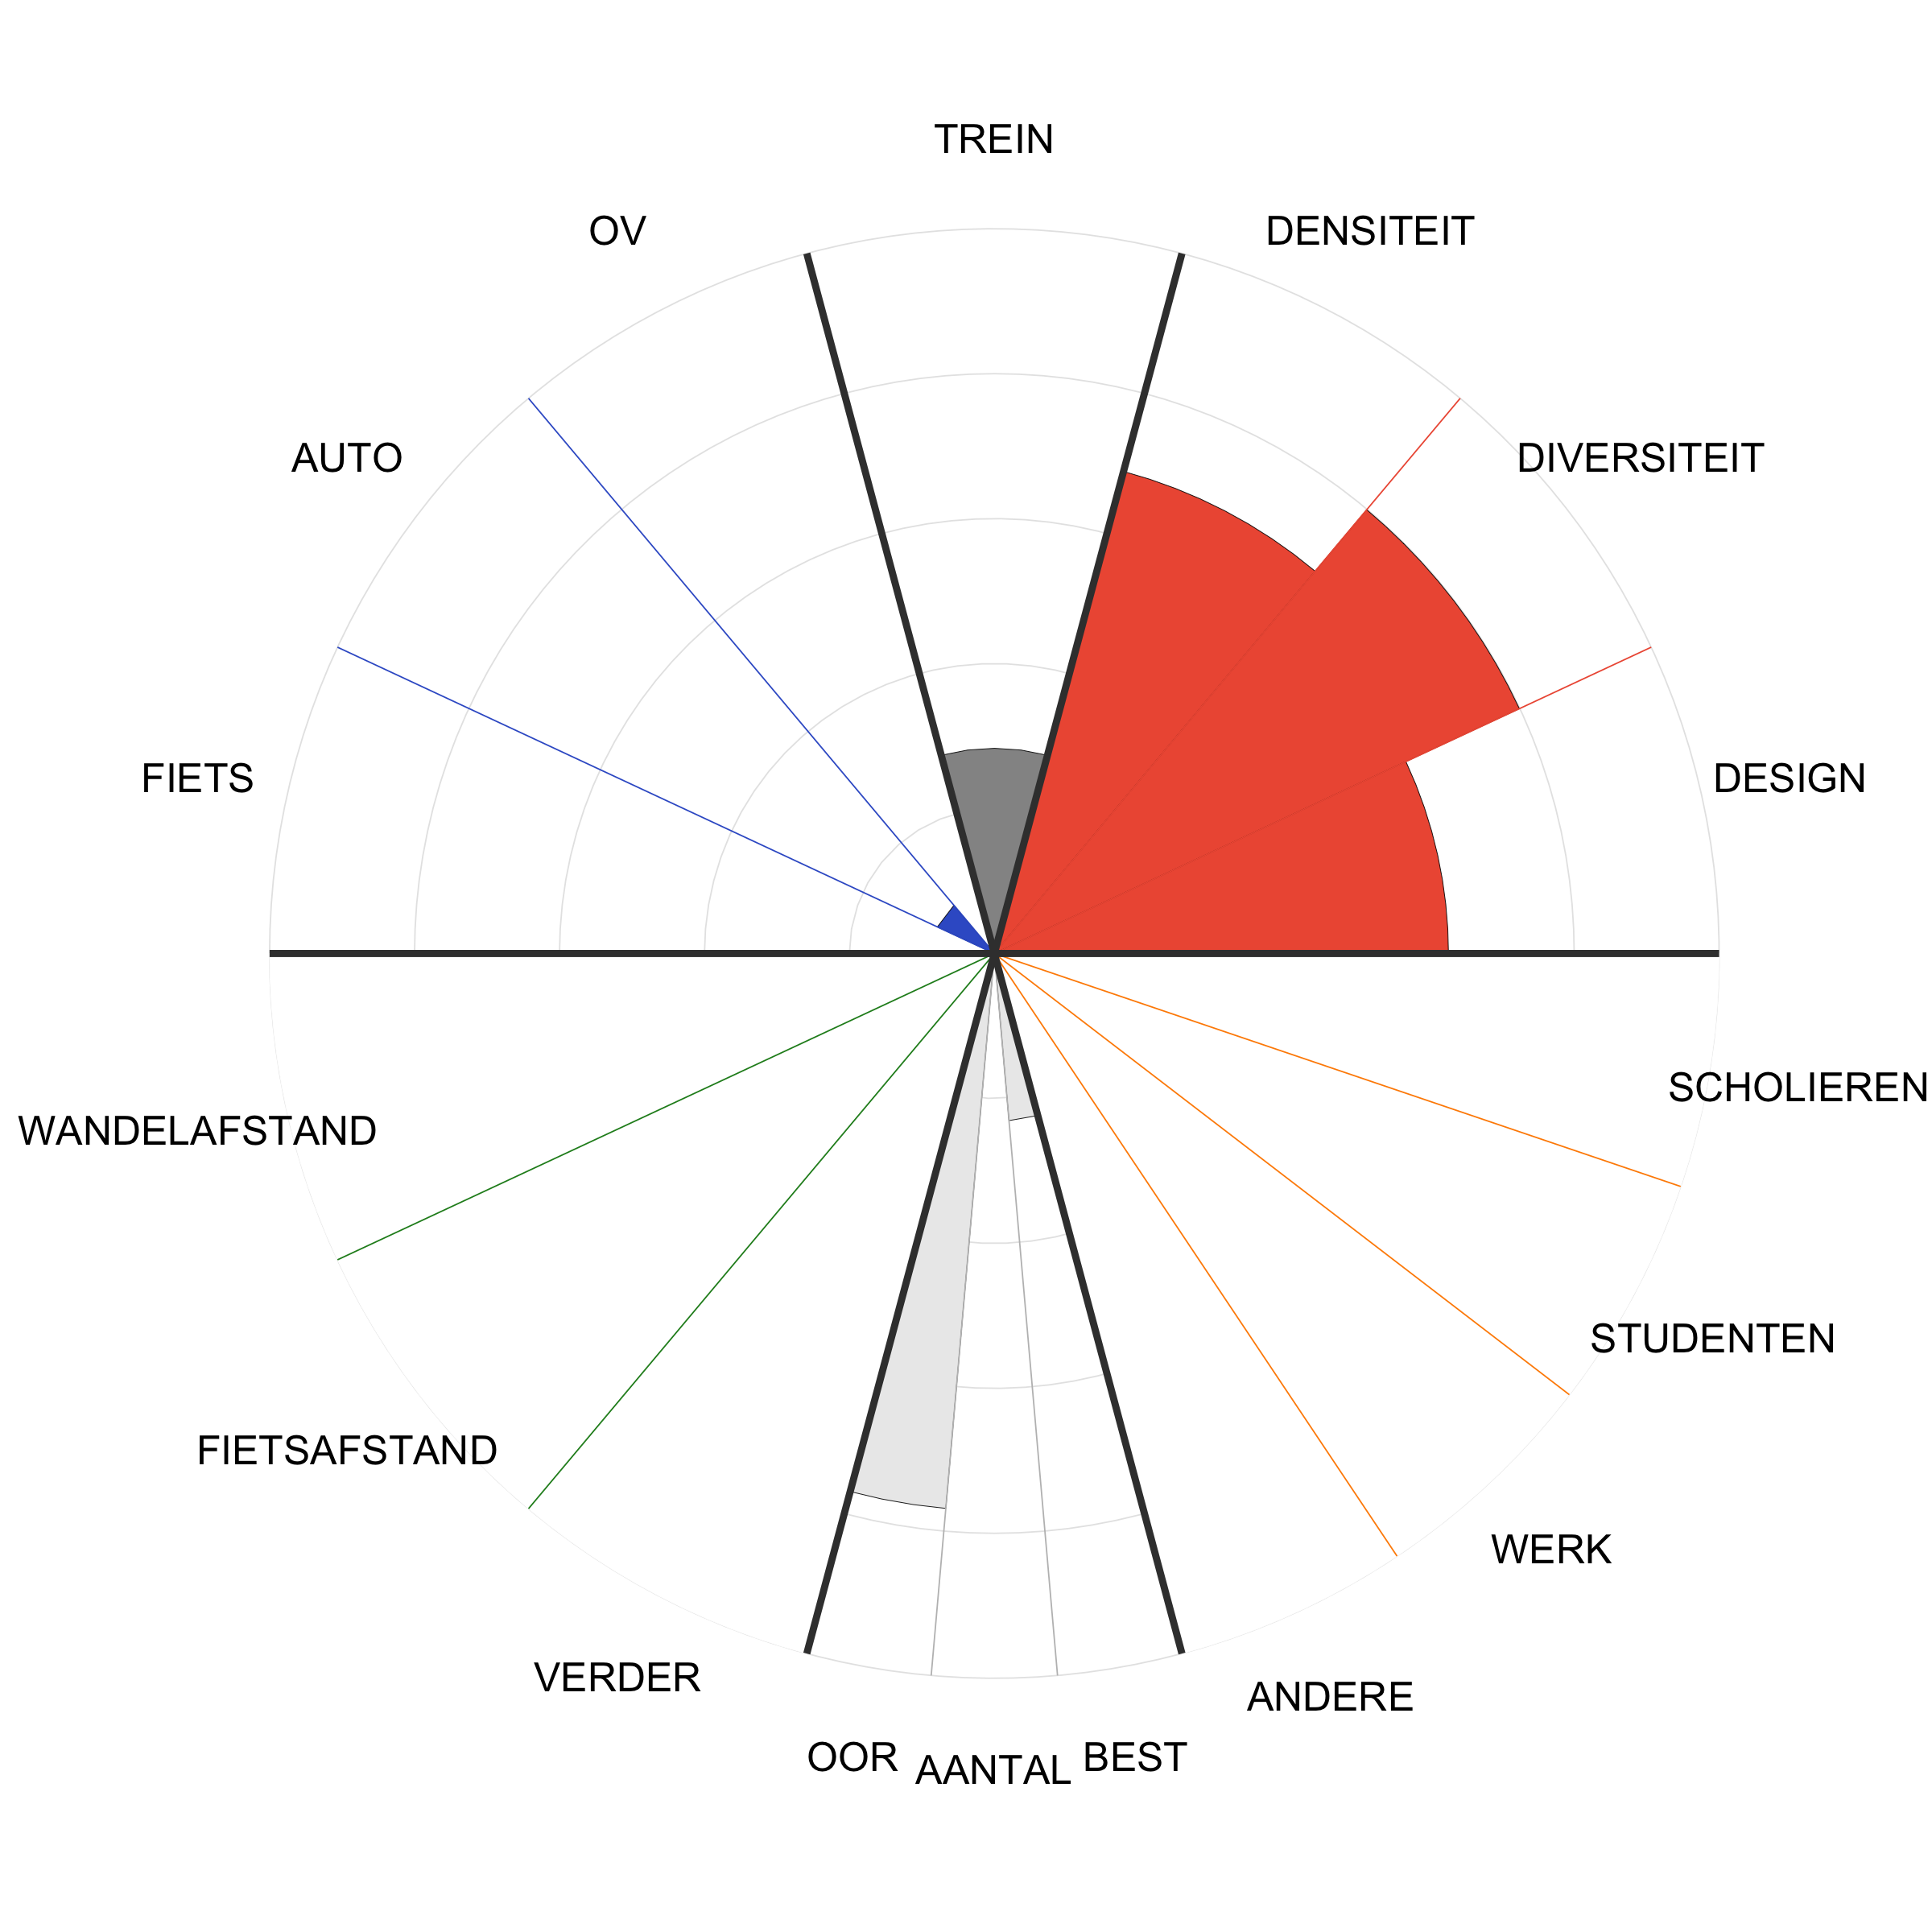 TREIN
OV
DENSITEIT
AUTO
DIVERSITEIT
FIETS
DESIGN
SCHOLIEREN
WANDELAFSTAND
STUDENTEN
FIETSAFSTAND
WERK
VERDER
ANDERE
OOR AANTAL BEST